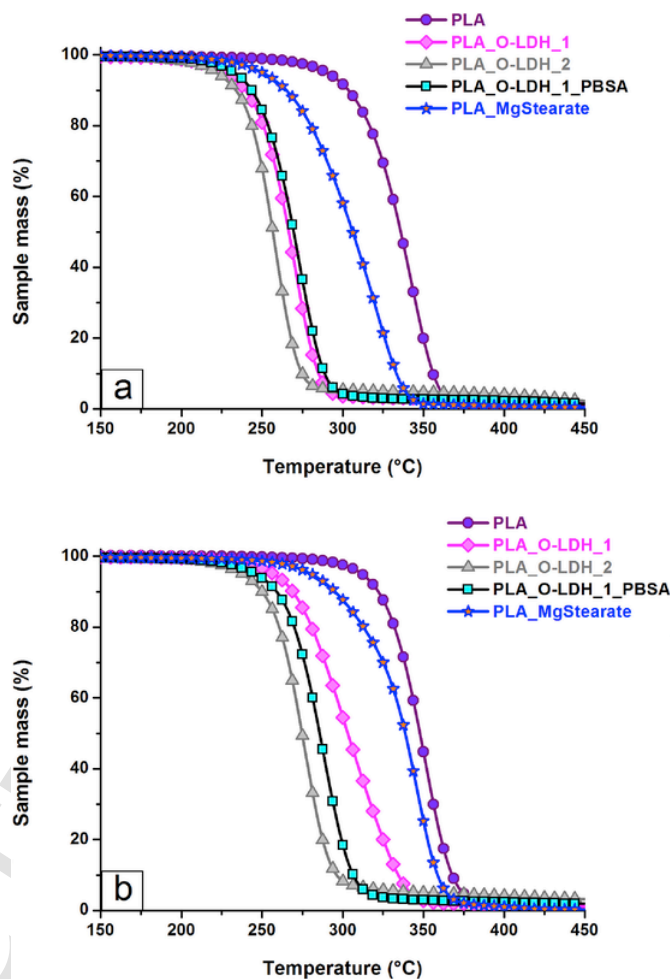 PLA
PLA_O-LDH_1
PLA_O-LDH_2
PLA_O-LDH_1_PBSA
PLA_MgStearate
100
80
60
40
20
0
Sample mass (%)
a
150 200 250 300 350 400 450
Temperature (°C)
PLA
PLA_O-LDH_1
PLA_O-LDH_2
PLA_O-LDH_1_PBSA
PLA_MgStearate
100
80
60
40
20
0
Sample mass (%)
b
150 200 250 300 350 400 450
Temperature (°C)